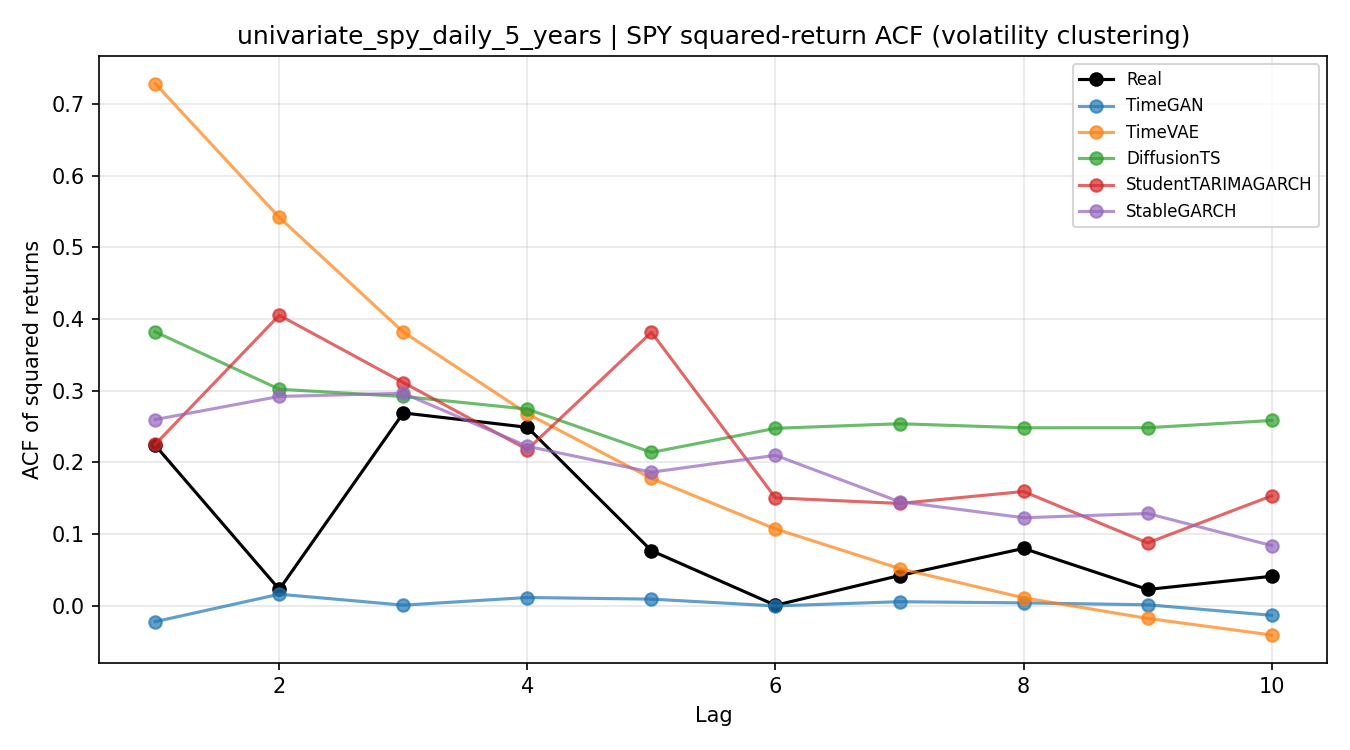 univariate_spy_daily_5_years | SPY squared-return ACF (volatility clustering)
Real
TimeGAN
TimeVAE
DiffusionTS
StudentTARIMAGARCH
StableGARCH
ACF of squared returns
0.7
0.6
0.5
0.4
0.3
0.2
0.1
0.0
2
4
6
8
10
Lag